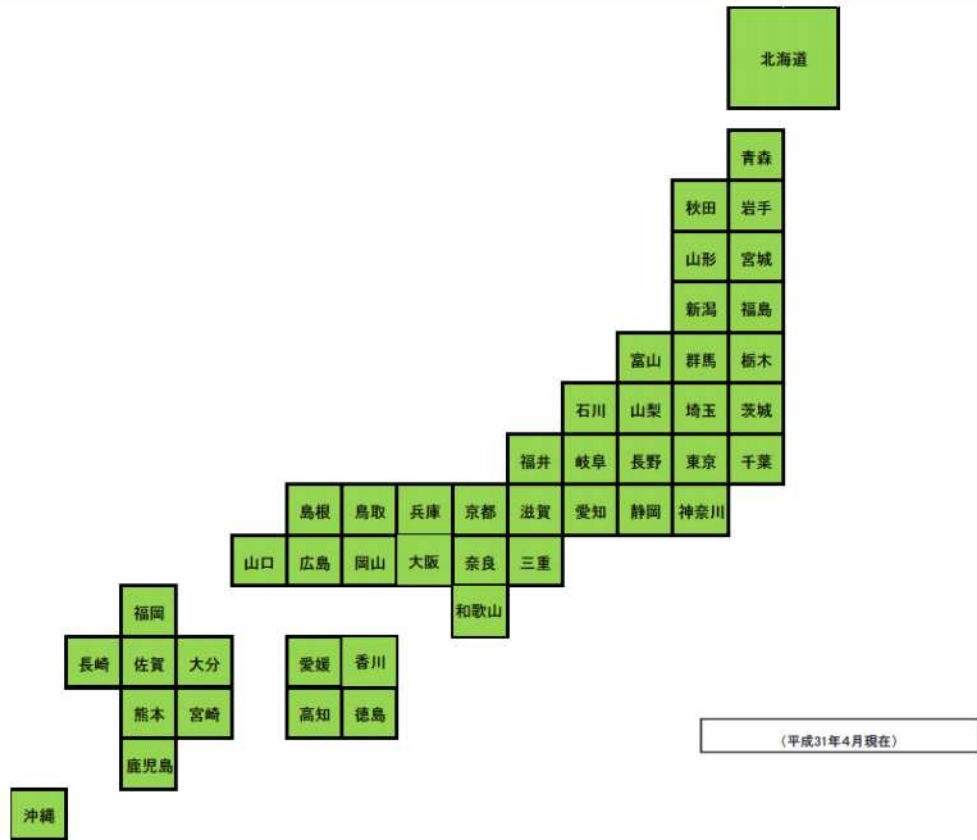 北海道
青森
秋田 岩手
山形 宮城
新潟 福島
富山 群馬 栃木
石川 山梨 埼玉 茨城
福井 岐阜 長野 東京 千葉
島根 鳥取 兵庫 京都 滋賀 愛知 静岡 神奈川
山口 広島 岡山 大阪 奈良 三重
福岡 和歌山
長崎 佐賀 大分 愛媛 香川
熊本 宮崎 高知 徳島
(平成31年4月現在)
鹿児島
沖縄